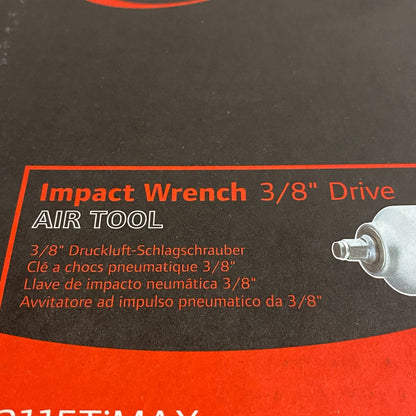 Impact Wrench 3/8" Drive
AIR TOOL
3/8" Druckluft-Schlagschrauber
Clé a chocs pneumatique 3/8"
Llave de impacto neumática 3/8"
Avvitatore ad impulso pneumatico da 3/8"
2115TiMAX